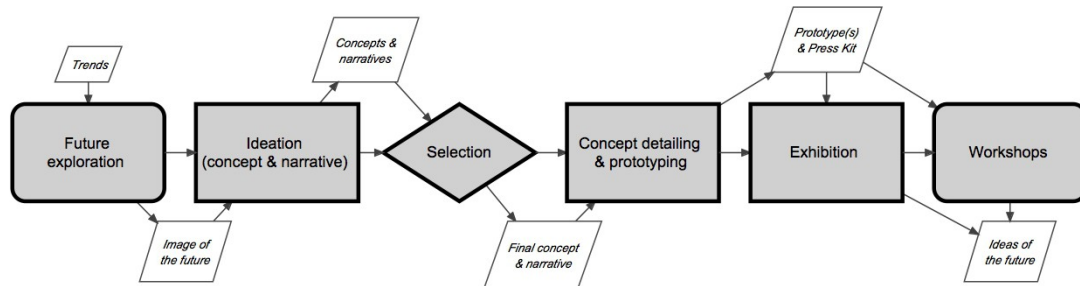 Trends
Future
exploration
Image of
the future
Ideation
(concept & narrative)
Concepts &
narratives
Selection
Final concept
& narrative
Concept detailing
& prototyping
Prototype(s)
& Press Kit
Exhibition
Workshops
Ideas of
the future